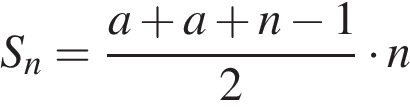 $S_n = \frac{a + a + n - 1}{2} \cdot n$